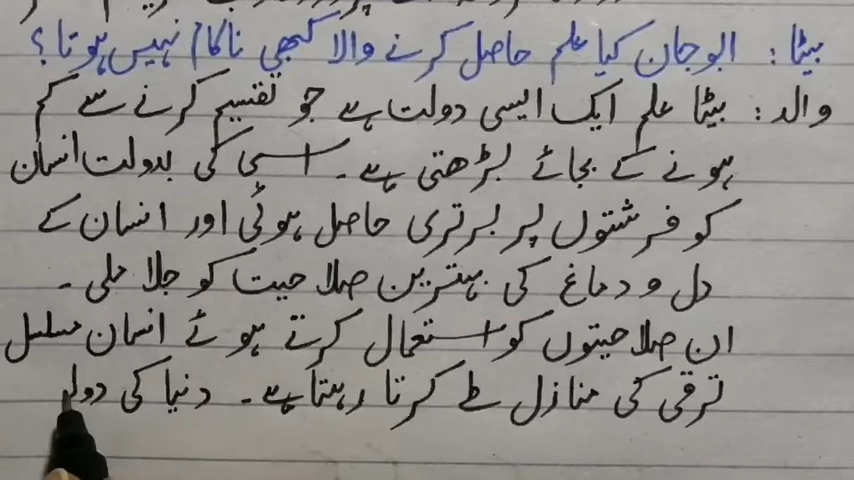 بیٹا : ابو جان کیا علم حاصل کرنے والا کبھی ناکام نہیں ہوتا؟
والد : بیٹا علم ایک ایسی دولت ہے جو تقسیم کرنے سے کم
ہونے کے بجائے بڑھتی ہے۔ اسی کی بدولت انسان
کو فرشتوں پر برتری حاصل ہوئی اور انسان کے
دل و دماغ کی بہترین صلاحیت کو جلا ملی۔
ان صلاحیتوں کو استعمال کرتے ہوئے انسان مسلسل
ترقی کی منازل طے کرتا رہتا ہے۔ دنیا کی